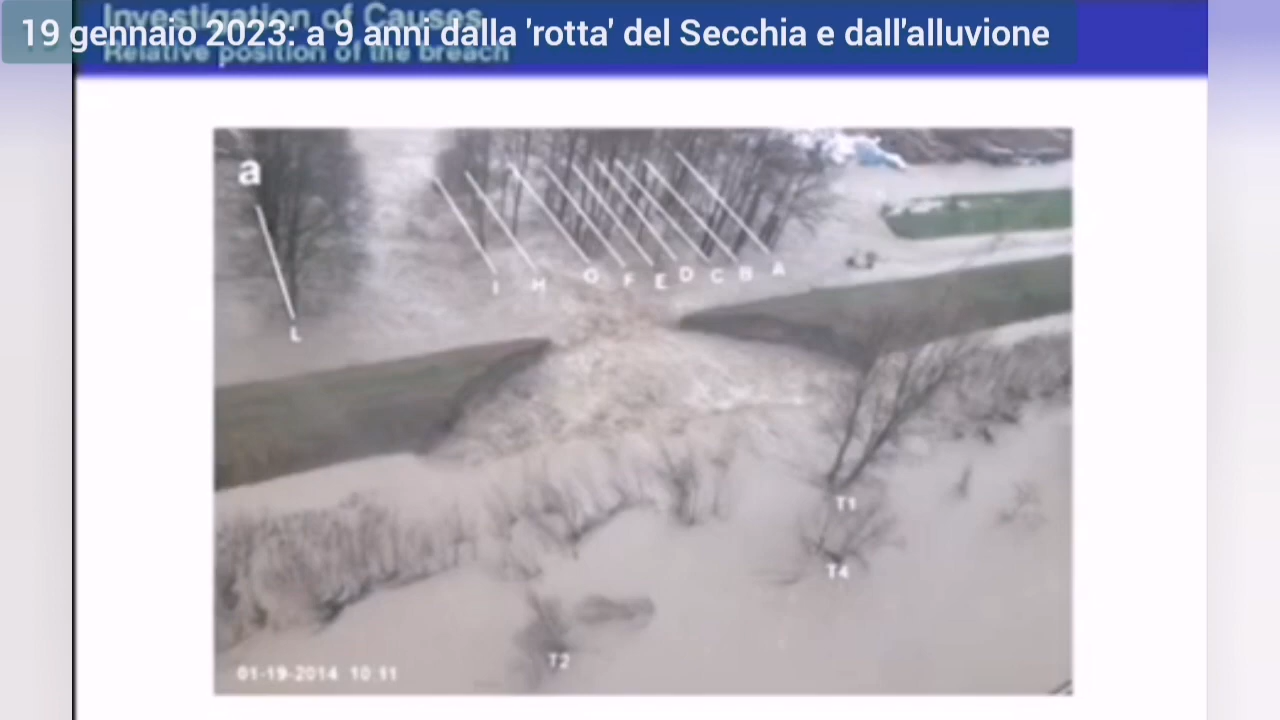 Investigation of Causes
19 gennaio 2023: a 9 anni dalla 'rotta' del Secchia e dall'alluvione
Relative position of the breach
a
I H G F E D C B A
L
T1
T4
T2
01-19-2014 10 11